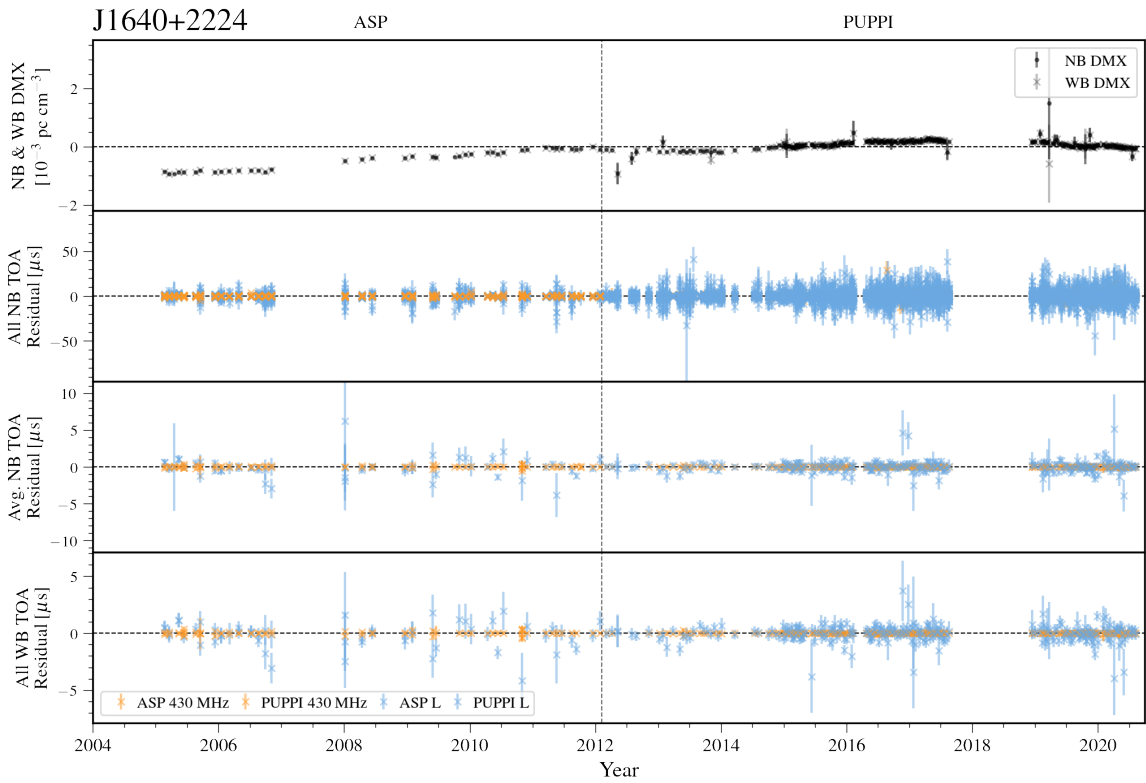 J1640+2224 ASP PUPPI
NB & WB DMX
[10⁻³ pc cm⁻³]
2
0
−2
NB DMX
WB DMX
All NB TOA
Residual [μs]
50
0
−50
Avg. NB TOA
Residual [μs]
10
5
0
−5
−10
All WB TOA
Residual [μs]
5
0
−5
ASP 430 MHz PUPPI 430 MHz ASP L PUPPI L
2004 2006 2008 2010 2012 2014 2016 2018 2020
Year